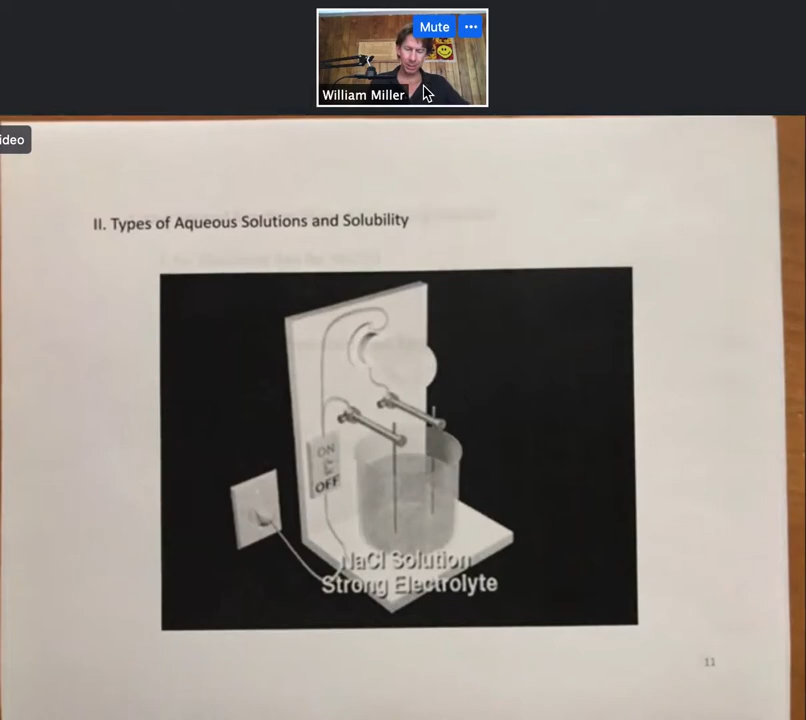 Mute
William Miller
ideo
II. Types of Aqueous Solutions and Solubility
ON
OFF
NaCl Solution
Strong Electrolyte
11